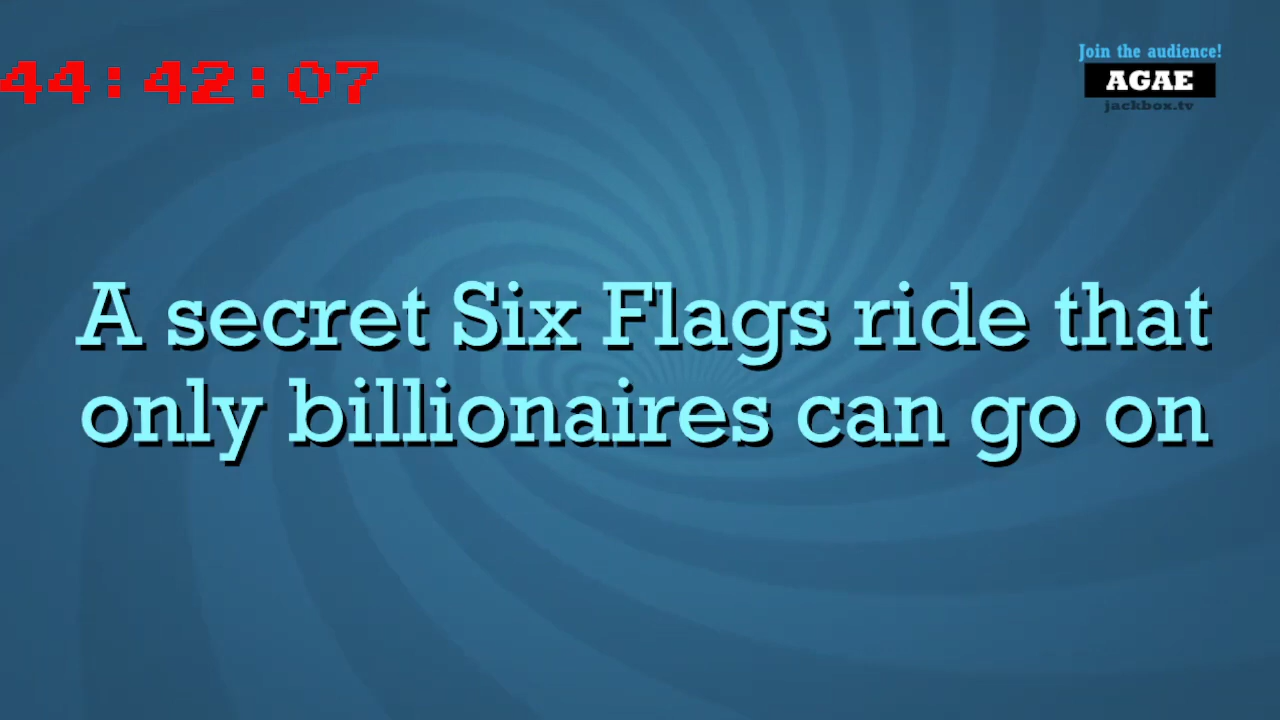 44:42:07
Join the audience!
AGAE
jackbox.tv
A secret Six Flags ride that
only billionaires can go on